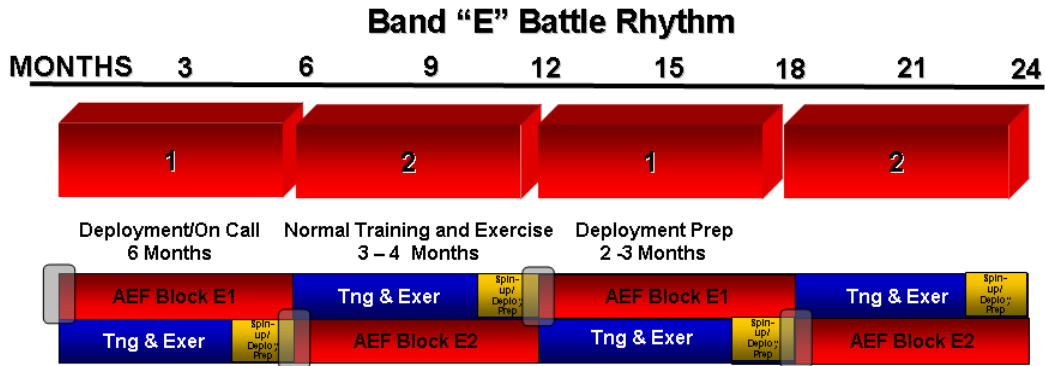 Band “E” Battle Rhythm
MONTHS 3 6 9 12 15 18 21 24
1 2 1 2
Deployment/On Call Normal Training and Exercise Deployment Prep
6 Months 3 – 4 Months 2 -3 Months
AEF Block E1 Tng & Exer Spin-up/ Deploy Prep AEF Block E1 Tng & Exer Spin-up/ Deploy Prep
Tng & Exer Spin-up/ Deploy Prep AEF Block E2 Tng & Exer Spin-up/ Deploy Prep AEF Block E2